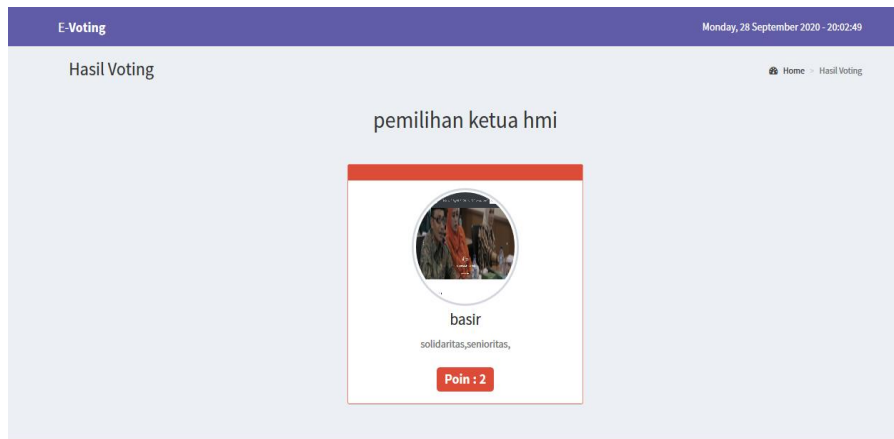 E-Voting
Monday, 28 September 2020 - 20:02:49
Hasil Voting
Home > Hasil Voting
pemilihan ketua hmi
basir
solidaritas,senioritas,
Poin : 2